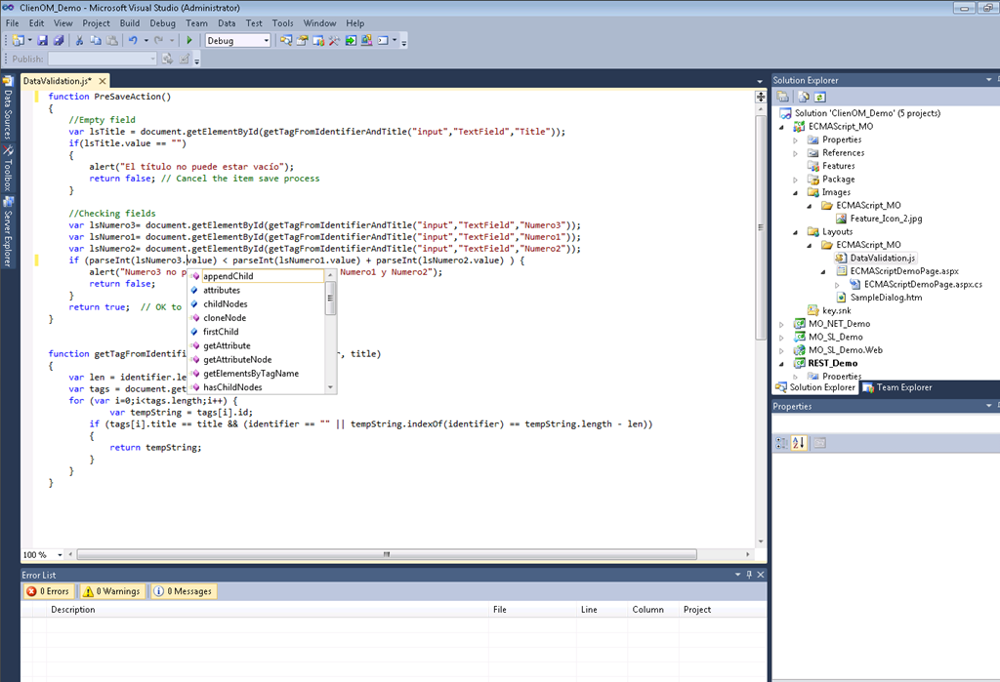 ClienOM_Demo - Microsoft Visual Studio (Administrator)
File Edit View Project Build Debug Team Data Test Tools Window Help
Debug
Publish:
Data Sources
Toolbox
Server Explorer
DataValidation.js*
function PreSaveAction()
{
//Empty field
var lsTitle = document.getElementById(getTagFromIdentifierAndTitle("input","TextField","Title"));
if(lsTitle.value == "")
{
alert("El título no puede estar vacío");
return false; // Cancel the item save process
}
//Checking fields
var lsNumero3= document.getElementById(getTagFromIdentifierAndTitle("input","TextField","Numero3"));
var lsNumero1= document.getElementById(getTagFromIdentifierAndTitle("input","TextField","Numero1"));
var lsNumero2= document.getElementById(getTagFromIdentifierAndTitle("input","TextField","Numero2"));
if (parseInt(lsNumero3.value) < parseInt(lsNumero1.value) + parseInt(lsNumero2.value) ) {
alert("Numero3 no p Numero1 y Numero2");
return false;
}
return true; // OK to
}
appendChild
attributes
childNodes
cloneNode
firstChild
getAttribute
getAttributeNode
getElementsByTagName
hasChildNodes
function getTagFromIdentifi , title)
{
var len = identifier.le
var tags = document.get
for (var i=0;i<tags.length;i++) {
var tempString = tags[i].id;
if (tags[i].title == title && (identifier == "" || tempString.indexOf(identifier) == tempString.length - len))
{
return tempString;
}
}
}
100 %
Error List
0 Errors 0 Warnings 0 Messages
Description File Line Column Project
Solution Explorer
Solution 'ClienOM_Demo' (5 projects)
ECMAScript_MO
Properties
References
Features
Package
Images
ECMAScript_MO
Feature_Icon_2.jpg
Layouts
ECMAScript_MO
DataValidation.js
ECMAScriptDemoPage.aspx
ECMAScriptDemoPage.aspx.cs
SampleDialog.htm
key.snk
MO_NET_Demo
MO_SL_Demo
MO_SL_Demo.Web
REST_Demo
Properties
Solution Explorer Team Explorer
Properties